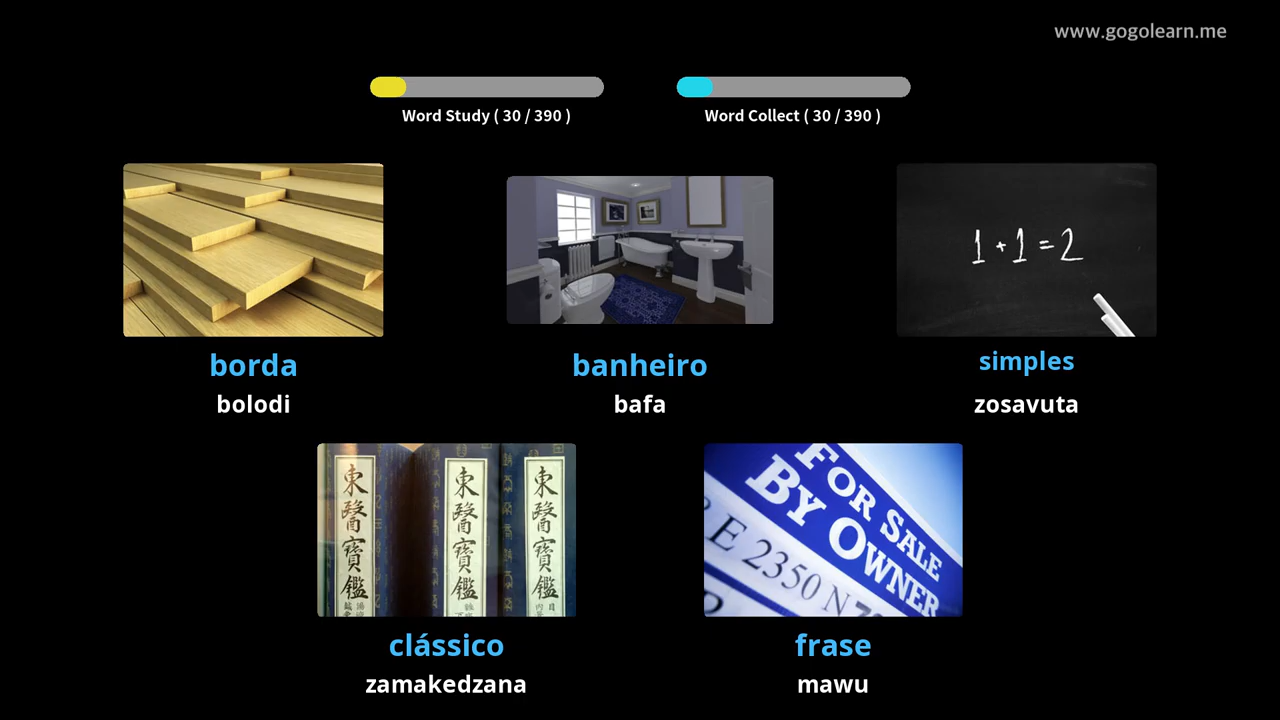 www.gogolearn.me
Word Study ( 30 / 390 )
Word Collect ( 30 / 390 )
1 + 1 = 2
borda
bolodi
banheiro
bafa
simples
zosavuta
東醫寶鑑
東醫寶鑑
東醫寶鑑
FOR SALE
BY OWNER
E 2350 N
clássico
zamakedzana
frase
mawu